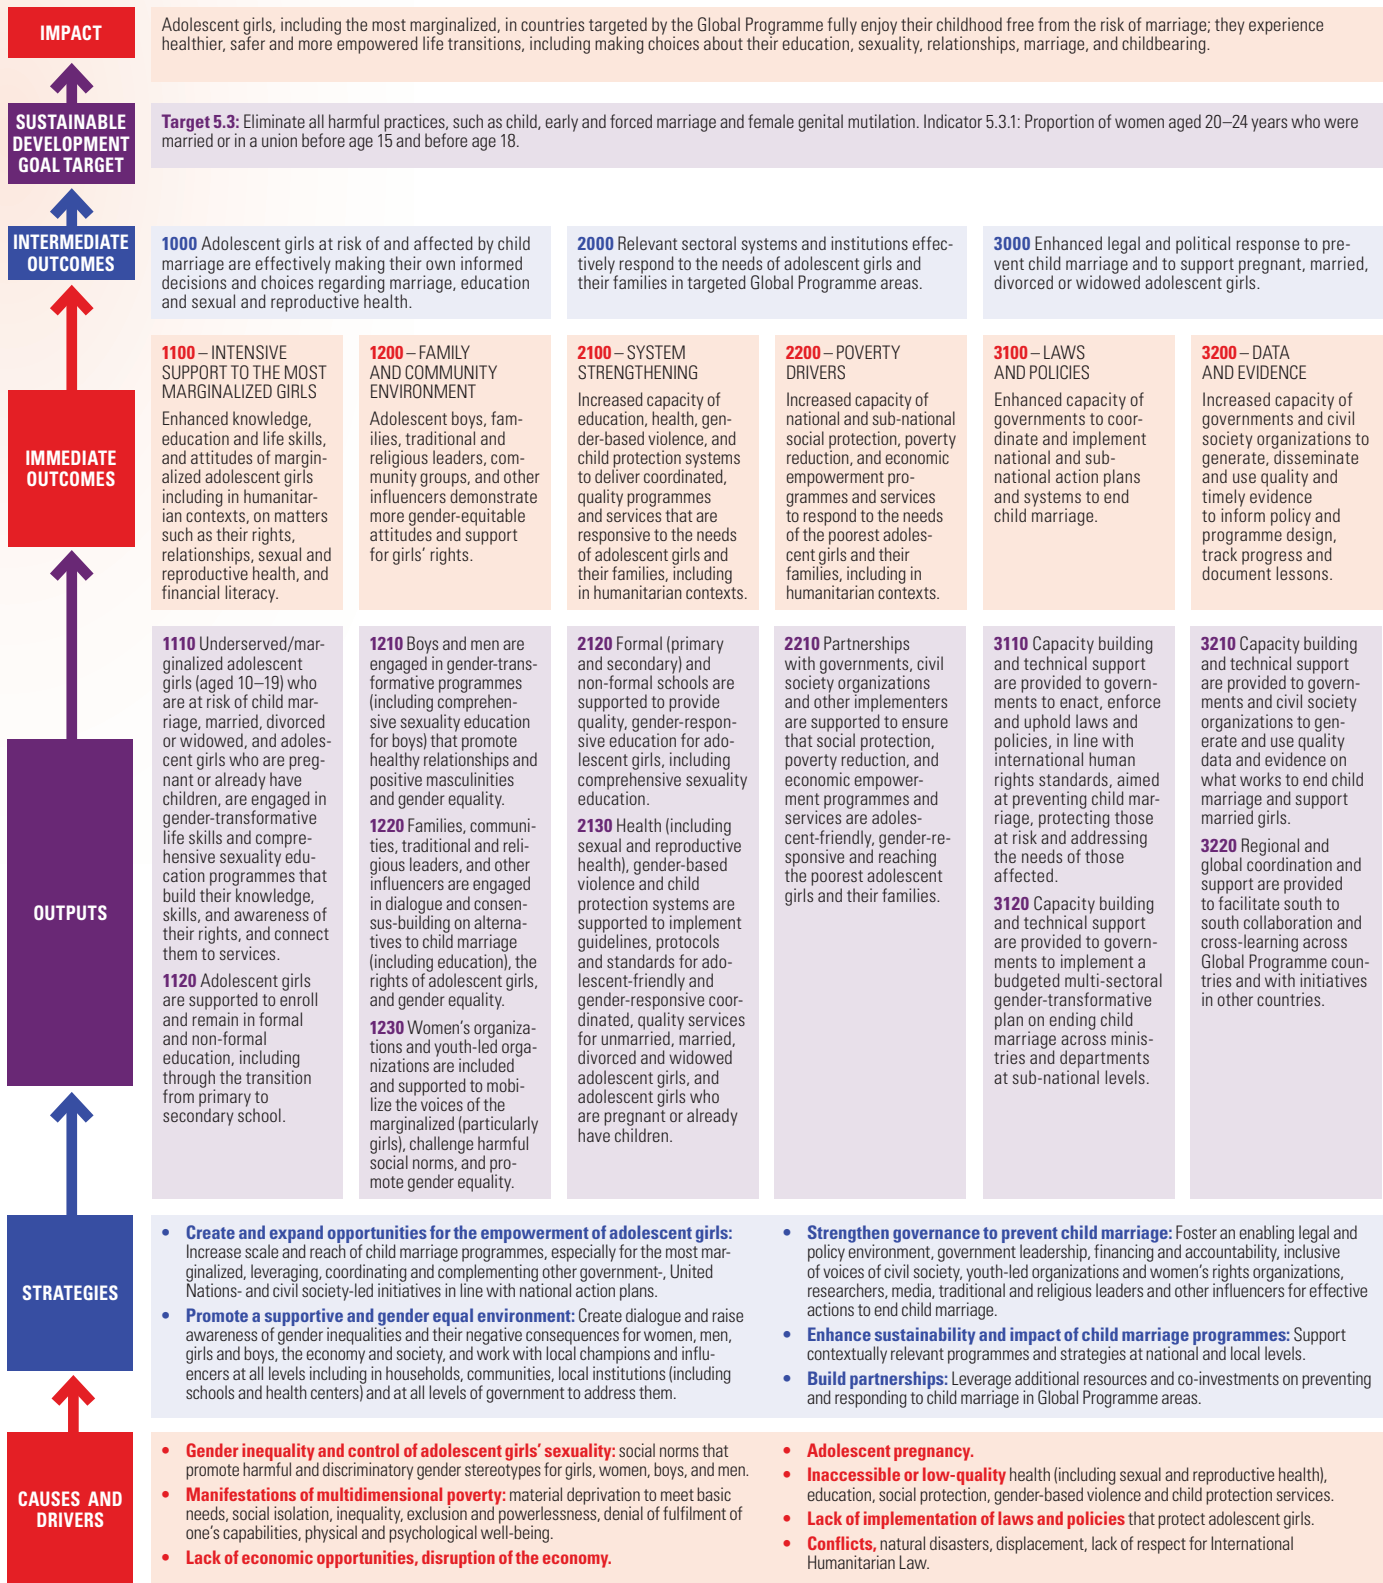 IMPACT
Adolescent girls, including the most marginalized, in countries targeted by the Global Programme fully enjoy their childhood free from the risk of marriage; they experience
healthier, safer and more empowered life transitions, including making choices about their education, sexuality, relationships, marriage, and childbearing.
SUSTAINABLE
DEVELOPMENT
GOAL TARGET
Target 5.3: Eliminate all harmful practices, such as child, early and forced marriage and female genital mutilation. Indicator 5.3.1: Proportion of women aged 20–24 years who were
married or in a union before age 15 and before age 18.
INTERMEDIATE
OUTCOMES
1000 Adolescent girls at risk of and affected by child
marriage are effectively making their own informed
decisions and choices regarding marriage, education
and sexual and reproductive health.
2000 Relevant sectoral systems and institutions effec-
tively respond to the needs of adolescent girls and
their families in targeted Global Programme areas.
3000 Enhanced legal and political response to pre-
vent child marriage and to support pregnant, married,
divorced or widowed adolescent girls.
IMMEDIATE
OUTCOMES
1100 – INTENSIVE
SUPPORT TO THE MOST
MARGINALIZED GIRLS
Enhanced knowledge,
education and life skills,
and attitudes of margin-
alized adolescent girls
including in humanitar-
ian contexts, on matters
such as their rights,
relationships, sexual and
reproductive health, and
financial literacy.
1200 – FAMILY
AND COMMUNITY
ENVIRONMENT
Adolescent boys, fam-
ilies, traditional and
religious leaders, com-
munity groups, and other
influencers demonstrate
more gender-equitable
attitudes and support
for girls' rights.
2100 – SYSTEM
STRENGTHENING
Increased capacity of
education, health, gen-
der-based violence, and
child protection systems
to deliver coordinated,
quality programmes
and services that are
responsive to the needs
of adolescent girls and
their families, including
in humanitarian contexts.
2200 – POVERTY
DRIVERS
Increased capacity of
national and sub-national
social protection, poverty
reduction, and economic
empowerment pro-
grammes and services
to respond to the needs
of the poorest adoles-
cent girls and their
families, including in
humanitarian contexts.
3100 – LAWS
AND POLICIES
Enhanced capacity of
governments to coor-
dinate and implement
national and sub-
national action plans
and systems to end
child marriage.
3200 – DATA
AND EVIDENCE
Increased capacity of
governments and civil
society organizations to
generate, disseminate
and use quality and
timely evidence
to inform policy and
programme design,
track progress and
document lessons.
OUTPUTS
1110 Underserved/mar-
ginalized adolescent
girls (aged 10–19) who
are at risk of child mar-
riage, married, divorced
or widowed, and adoles-
cent girls who are preg-
nant or already have
children, are engaged in
gender-transformative
life skills and compre-
hensive sexuality edu-
cation programmes that
build their knowledge,
skills, and awareness of
their rights, and connect
them to services.
1120 Adolescent girls
are supported to enroll
and remain in formal
and non-formal
education, including
through the transition
from primary to
secondary school.
1210 Boys and men are
engaged in gender-trans-
formative programmes
(including comprehen-
sive sexuality education
for boys) that promote
healthy relationships and
positive masculinities
and gender equality.
1220 Families, communi-
ties, traditional and reli-
gious leaders, and other
influencers are engaged
in dialogue and consen-
sus-building on alterna-
tives to child marriage
(including education), the
rights of adolescent girls,
and gender equality.
1230 Women's organiza-
tions and youth-led orga-
nizations are included
and supported to mobi-
lize the voices of the
marginalized (particularly
girls), challenge harmful
social norms, and pro-
mote gender equality.
2120 Formal (primary
and secondary) and
non-formal schools are
supported to provide
quality, gender-respon-
sive education for ado-
lescent girls, including
comprehensive sexuality
education.
2130 Health (including
sexual and reproductive
health), gender-based
violence and child
protection systems are
supported to implement
guidelines, protocols
and standards for ado-
lescent-friendly and
gender-responsive coor-
dinated, quality services
for unmarried, married,
divorced and widowed
adolescent girls, and
adolescent girls who
are pregnant or already
have children.
2210 Partnerships
with governments, civil
society organizations
and other implementers
are supported to ensure
that social protection,
poverty reduction, and
economic empower-
ment programmes and
services are adoles-
cent-friendly, gender-re-
sponsive and reaching
the poorest adolescent
girls and their families.
3110 Capacity building
and technical support
are provided to govern-
ments to enact, enforce
and uphold laws and
policies, in line with
international human
rights standards, aimed
at preventing child mar-
riage, protecting those
at risk and addressing
the needs of those
affected.
3120 Capacity building
and technical support
are provided to govern-
ments to implement a
budgeted multi-sectoral
gender-transformative
plan on ending child
marriage across minis-
tries and departments
at sub-national levels.
3210 Capacity building
and technical support
are provided to govern-
ments and civil society
organizations to gen-
erate and use quality
data and evidence on
what works to end child
marriage and support
married girls.
3220 Regional and
global coordination and
support are provided
to facilitate south to
south collaboration and
cross-learning across
Global Programme coun-
tries and with initiatives
in other countries.
STRATEGIES
• Create and expand opportunities for the empowerment of adolescent girls:
Increase scale and reach of child marriage programmes, especially for the most mar-
ginalized, leveraging, coordinating and complementing other government-, United
Nations- and civil society-led initiatives in line with national action plans.
• Promote a supportive and gender equal environment: Create dialogue and raise
awareness of gender inequalities and their negative consequences for women, men,
girls and boys, the economy and society, and work with local champions and influ-
encers at all levels including in households, communities, local institutions (including
schools and health centers) and at all levels of government to address them.
• Strengthen governance to prevent child marriage: Foster an enabling legal and
policy environment, government leadership, financing and accountability, inclusive
of voices of civil society, youth-led organizations and women's rights organizations,
researchers, media, traditional and religious leaders and other influencers for effective
actions to end child marriage.
• Enhance sustainability and impact of child marriage programmes: Support
contextually relevant programmes and strategies at national and local levels.
• Build partnerships: Leverage additional resources and co-investments on preventing
and responding to child marriage in Global Programme areas.
CAUSES AND
DRIVERS
• Gender inequality and control of adolescent girls' sexuality: social norms that
promote harmful and discriminatory gender stereotypes for girls, women, boys, and men.
• Manifestations of multidimensional poverty: material deprivation to meet basic
needs, social isolation, inequality, exclusion and powerlessness, denial of fulfilment of
one's capabilities, physical and psychological well-being.
• Lack of economic opportunities, disruption of the economy.
• Adolescent pregnancy.
• Inaccessible or low-quality health (including sexual and reproductive health),
education, social protection, gender-based violence and child protection services.
• Lack of implementation of laws and policies that protect adolescent girls.
• Conflicts, natural disasters, displacement, lack of respect for International
Humanitarian Law.